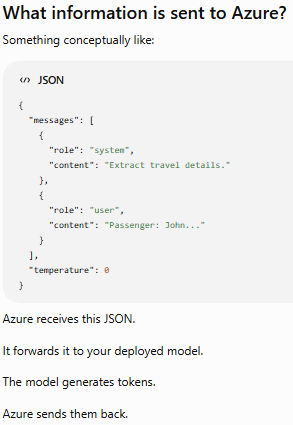 What information is sent to Azure?
Something conceptually like:
</> JSON
{
  "messages": [
    {
      "role": "system",
      "content": "Extract travel details."
    },
    {
      "role": "user",
      "content": "Passenger: John..."
    }
  ],
  "temperature": 0
}
Azure receives this JSON.
It forwards it to your deployed model.
The model generates tokens.
Azure sends them back.